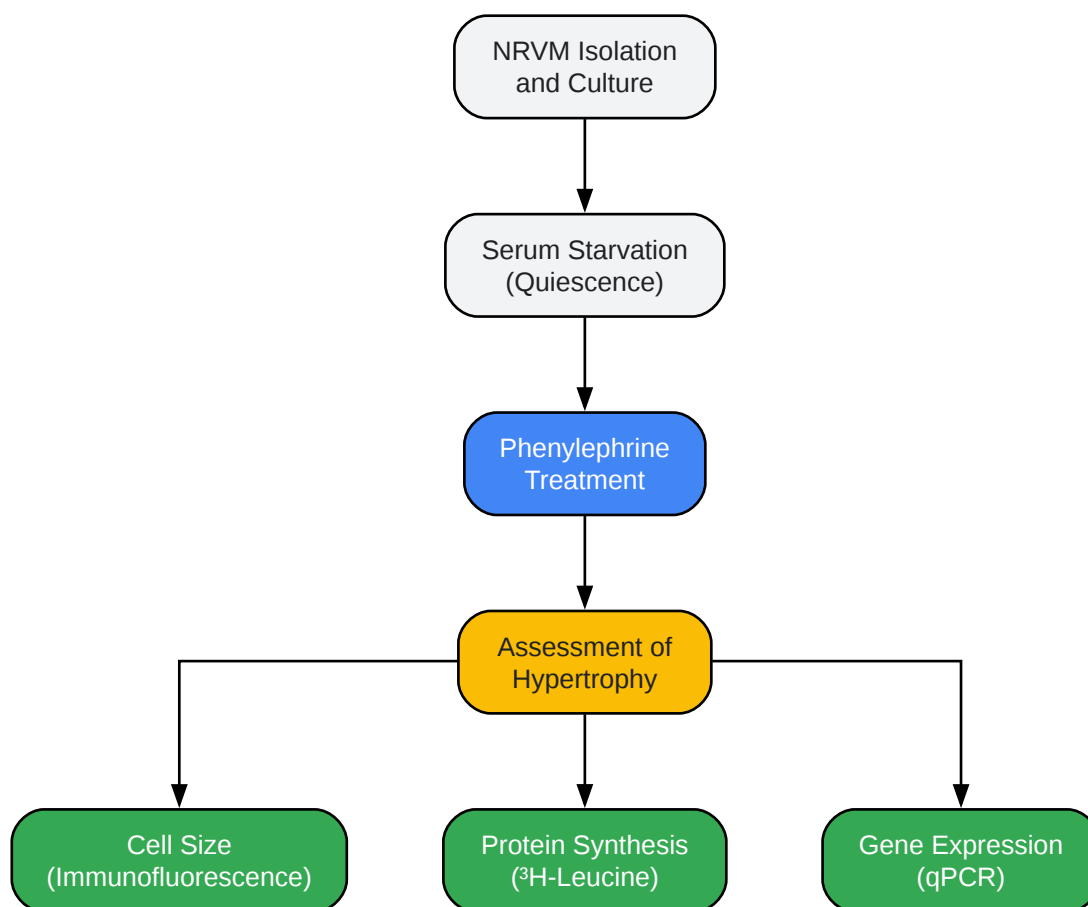 NRVM Isolation
and Culture
Serum Starvation
(Quiescence)
Phenylephrine
Treatment
Assessment of
Hypertrophy
Cell Size
(Immunofluorescence)
Protein Synthesis
(³H-Leucine)
Gene Expression
(qPCR)